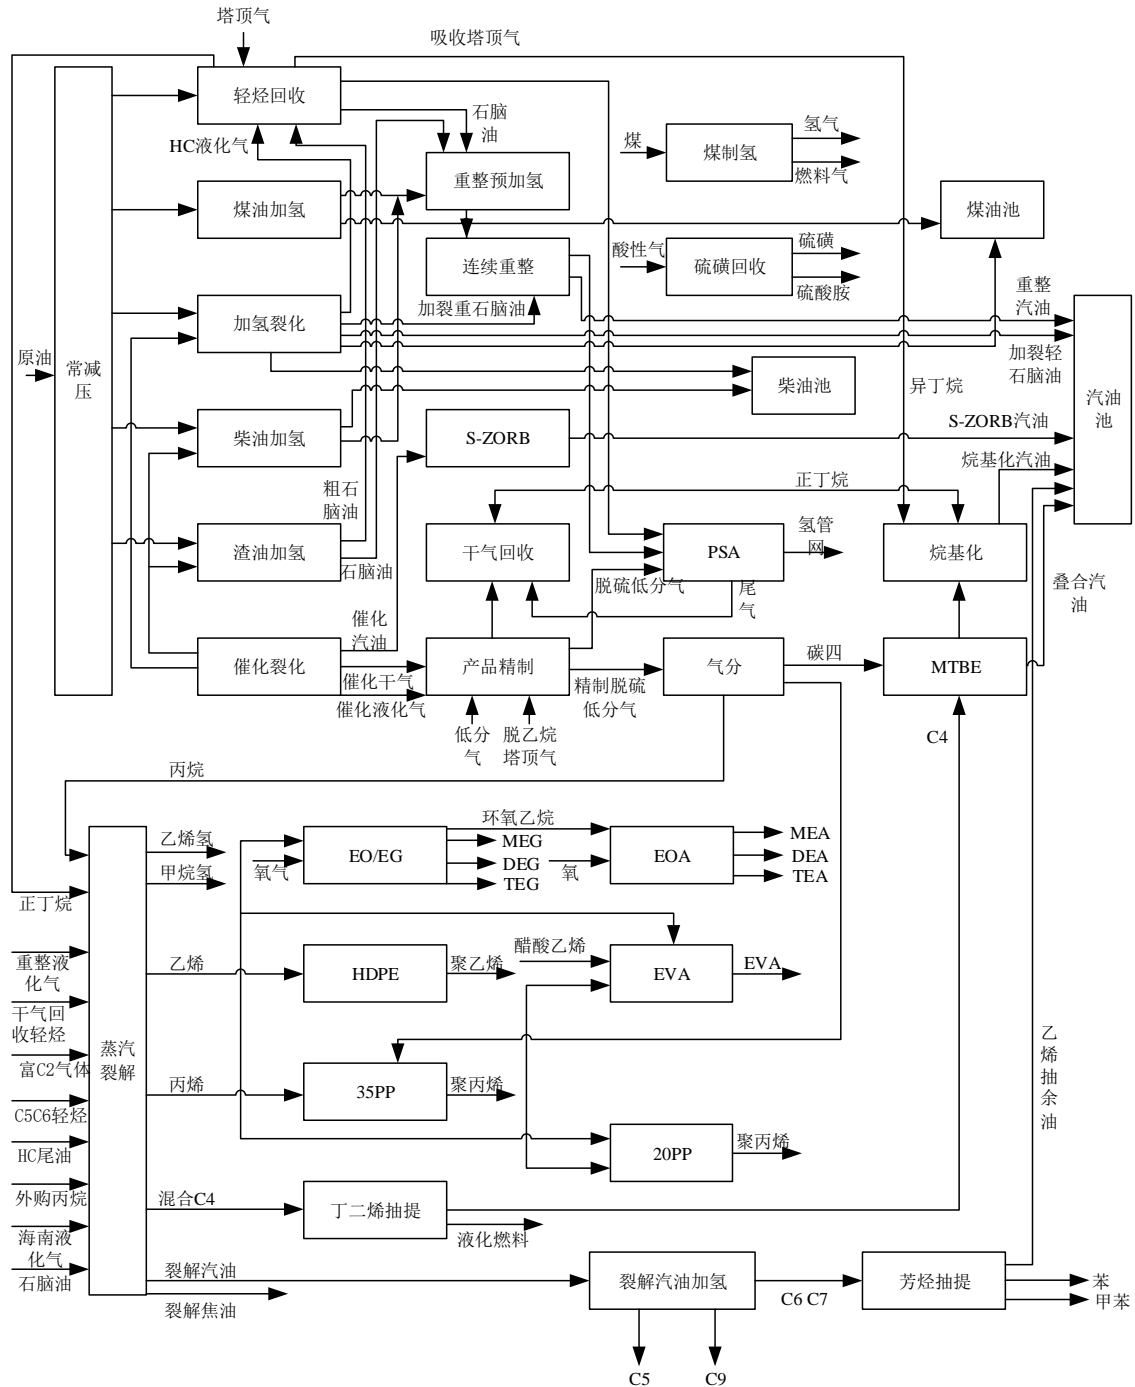 塔顶气
吸收塔顶气
轻烃回收
石脑
油
HC液化气
煤
煤制氢
氢气
燃料气
重整预加氢
煤油加氢
煤油池
连续重整
酸性气
硫磺回收
硫磺
硫酸胺
加裂重石脑油
重整
汽油
加氢裂化
原油
常减
压
加裂轻
石脑油
柴油池
异丁烷
汽油
池
柴油加氢
S-ZORB
S-ZORB汽油
烷基化汽油
粗石
脑油
正丁烷
渣油加氢
石脑油
干气回收
PSA
氢管
网
烷基化
脱硫低分气
尾
气
叠合汽
油
催化
汽油
催化裂化
催化干气
催化液化气
产品精制
精制脱硫
低分气
气分
碳四
MTBE
低分
气
脱乙烷
塔顶气
C4
丙烷
乙烯氢
甲烷氢
环氧乙烷
EO/EG
氧气
MEG
DEG
TEG
氧
EOA
MEA
DEA
TEA
正丁烷
重整液
化气
干气回
收轻烃
富C2气体
C5C6轻烃
HC尾油
外购丙烷
海南液
化气
石脑油
蒸汽
裂解
乙烯
HDPE
聚乙烯
醋酸乙烯
EVA
EVA
丙烯
35PP
聚丙烯
20PP
聚丙烯
乙
烯
抽
余
油
混合C4
丁二烯抽提
液化燃料
裂解汽油
裂解焦油
裂解汽油加氢
C6 C7
芳烃抽提
苯
甲苯
C5
C9